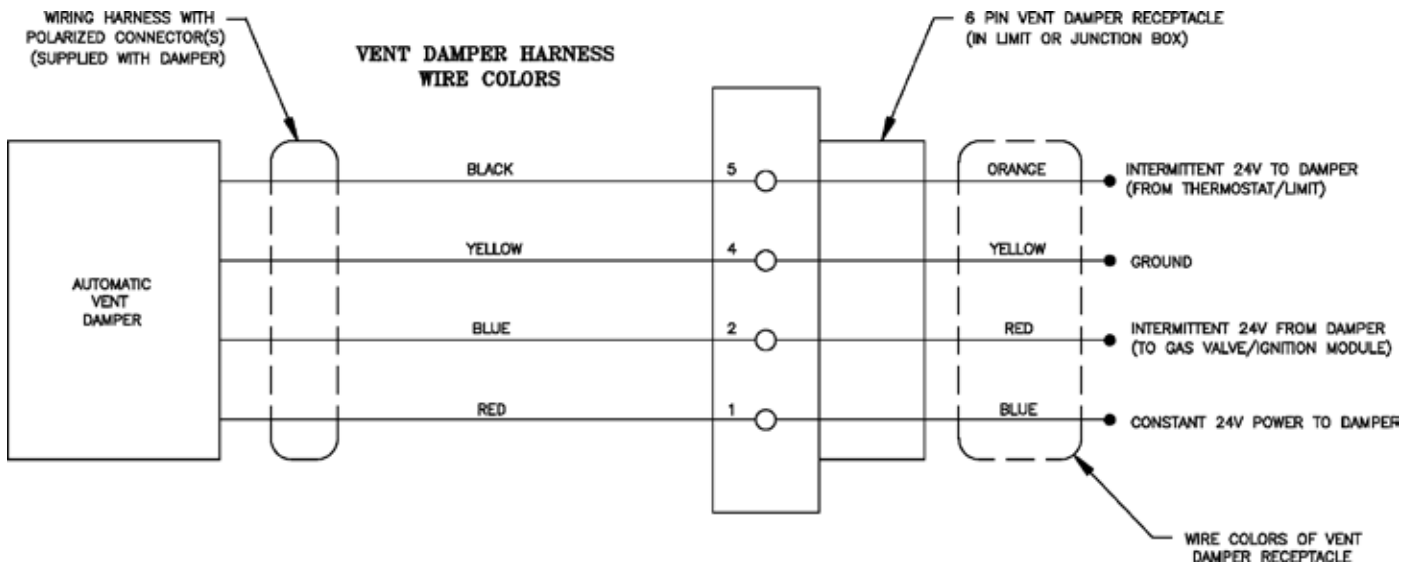 WIRING HARNESS WITH
POLARIZED CONNECTOR(S)
(SUPPLIED WITH DAMPER)
VENT DAMPER HARNESS
WIRE COLORS
6 PIN VENT DAMPER RECEPTACLE
(IN LIMIT OR JUNCTION BOX)
AUTOMATIC
VENT
DAMPER
BLACK
5
ORANGE
INTERMITTENT 24V TO DAMPER
(FROM THERMOSTAT/LIMIT)
YELLOW
4
YELLOW
GROUND
BLUE
2
RED
INTERMITTENT 24V FROM DAMPER
(TO GAS VALVE/IGNITION MODULE)
RED
1
BLUE
CONSTANT 24V POWER TO DAMPER
WIRE COLORS OF VENT
DAMPER RECEPTACLE